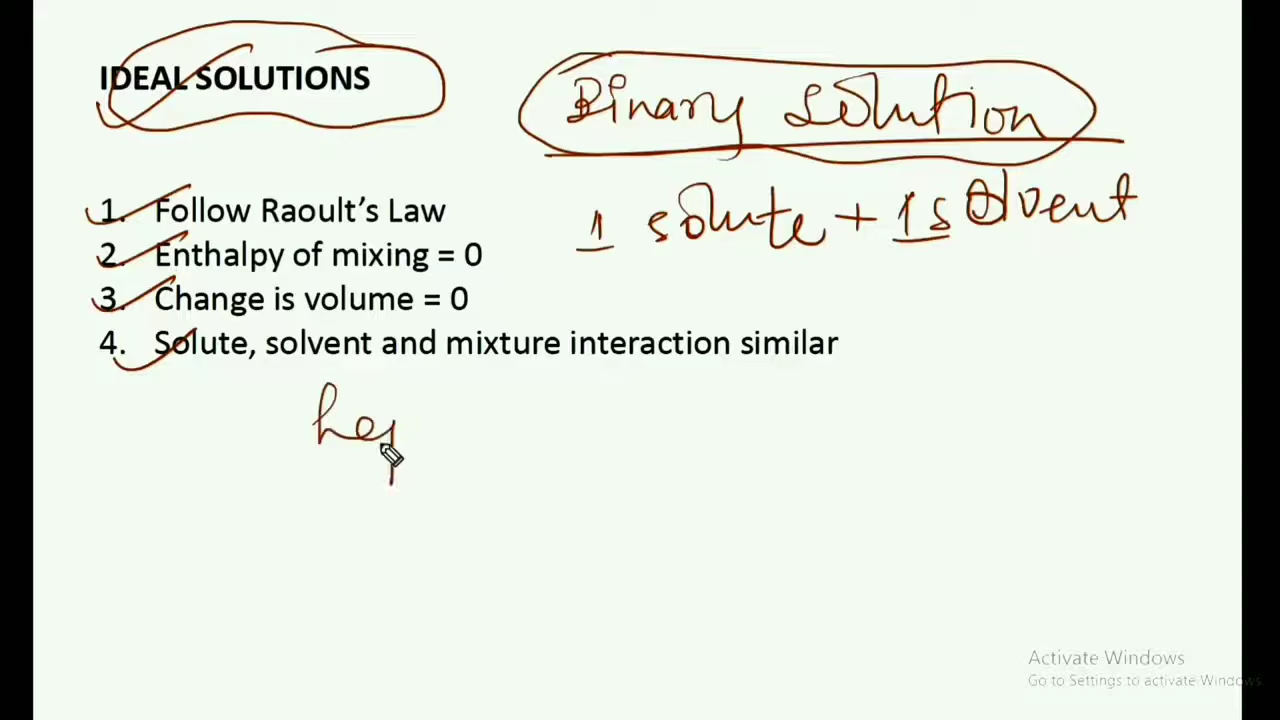 IDEAL SOLUTIONS
Binary solution
1 solute + 1 solvent
1. Follow Raoult's Law
2. Enthalpy of mixing = 0
3. Change is volume = 0
4. Solute, solvent and mixture interaction similar
hep
Activate Windows
Go to Settings to activate Windows.